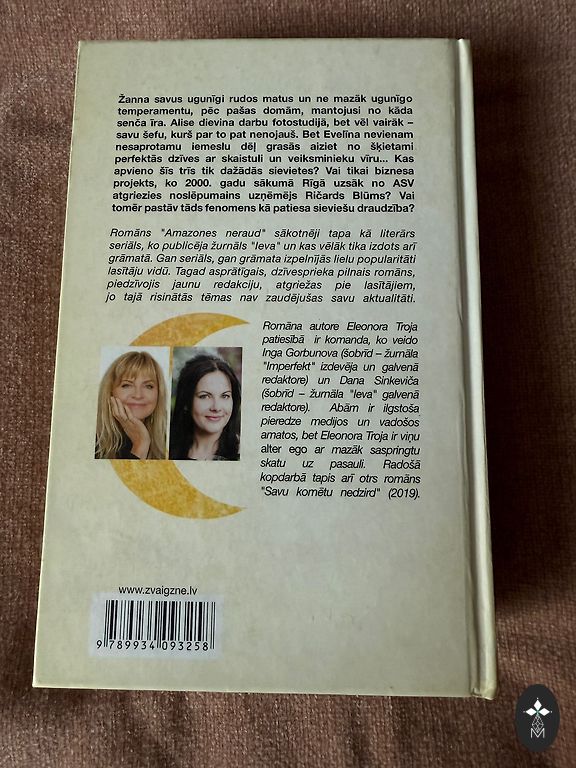 Žanna savus ugunīgi rudos matus un ne mazāk ugunīgo
temperamentu, pēc pašas domām, mantojusi no kāda
senča īra. Alise dievina darbu fotostudijā, bet vēl vairāk –
savu šefu, kurš par to pat nenojauš. Bet Evelīna nevienam
nesaprotamu iemeslu dēļ grasās aiziet no šķietami
perfektās dzīves ar skaistuli un veiksminieku vīru... Kas
apvieno šīs trīs tik dažādās sievietes? Vai tikai biznesa
projekts, ko 2000. gadu sākumā Rīgā uzsāk no ASV
atgriezies noslēpumains uzņēmējs Ričards Blūms? Vai
tomēr pastāv tāds fenomens kā patiesa sieviešu draudzība?
Romāns "Amazones neraud" sākotnēji tapa kā literārs
seriāls, ko publicēja žurnāls "Ieva" un kas vēlāk tika izdots arī
grāmatā. Gan seriāls, gan grāmata izpelnījās lielu popularitāti
lasītāju vidū. Tagad asprātīgais, dzīvesprieka pilnais romāns,
piedzīvojis jaunu redakciju, atgriežas pie lasītājiem,
jo tajā risinātās tēmas nav zaudējušas savu aktualitāti.
Romāna autore Eleonora Troja
patiesībā ir komanda, ko veido
Inga Gorbunova (šobrīd – žurnāla
"Imperfekt" izdevēja un galvenā
redaktore) un Dana Sinkeviča
(šobrīd – žurnāla "Ieva" galvenā
redaktore). Abām ir ilgstoša
pieredze medijos un vadošos
amatos, bet Eleonora Troja ir viņu
alter ego ar mazāk saspringtu
skatu uz pasauli. Radošā
kopdarbā tapis arī otrs romāns
"Savu komētu nedzird" (2019).
www.zvaigzne.lv
9 789934 093258
M